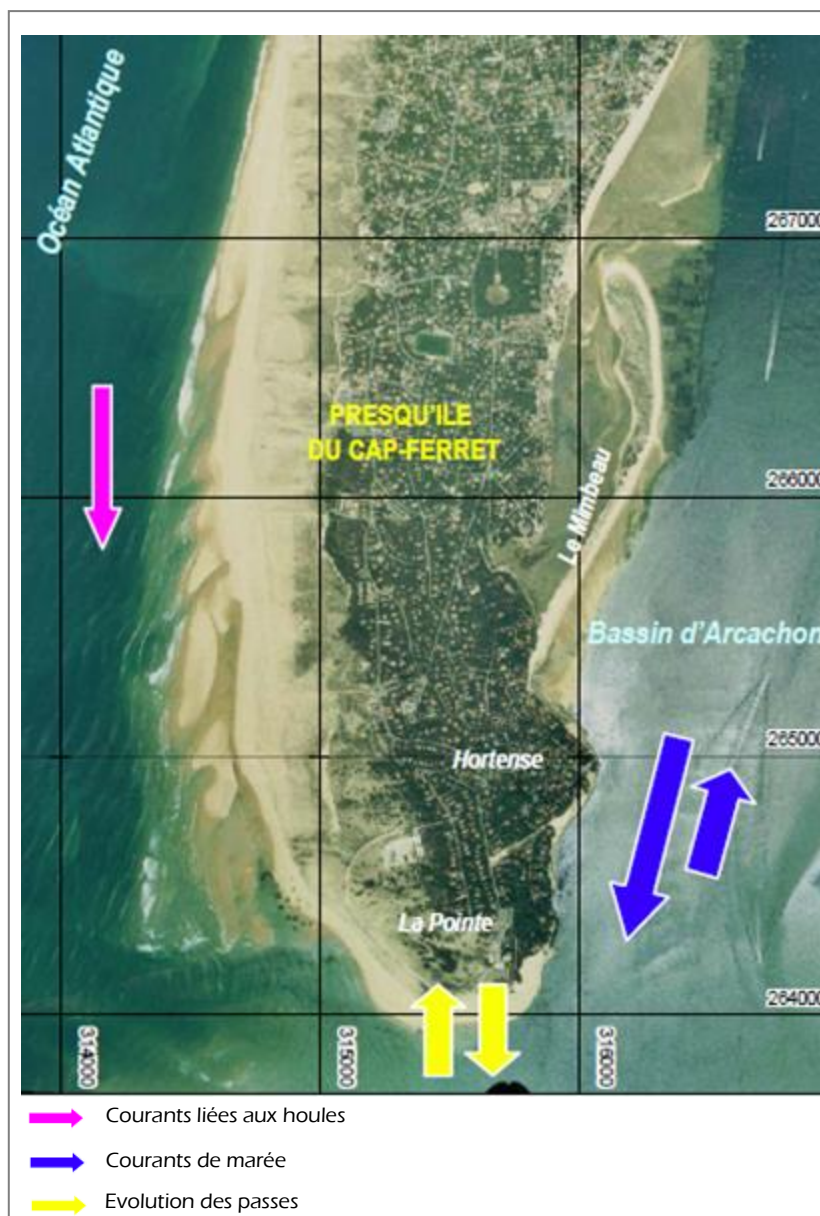 Océan Atlantique
267000
PRESQU'ILE
DU CAP-FERRET
266000
Le Mimbeau
Bassin d'Arcachon
265000
Hortense
La Pointe
264000
314000
315000
316000
Courants liées aux houles
Courants de marée
Evolution des passes